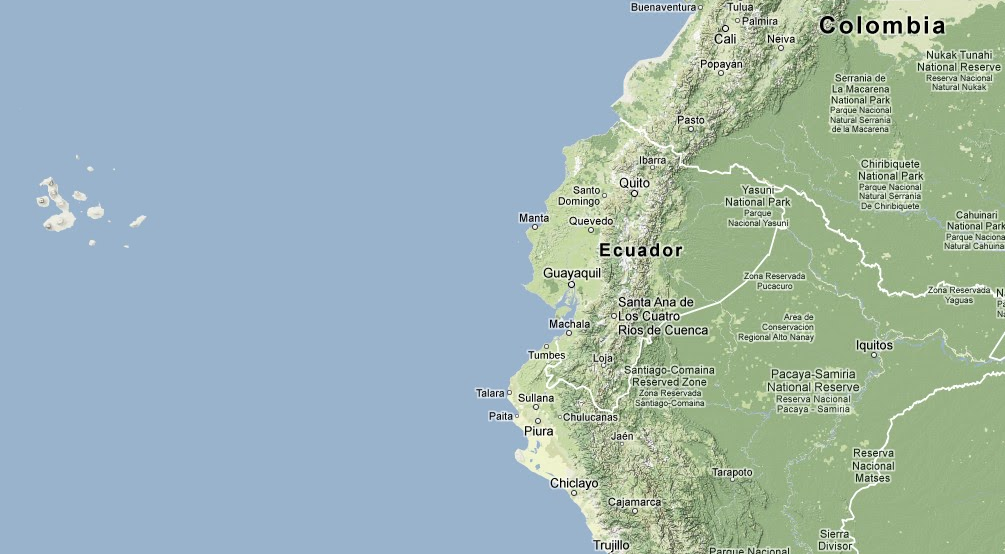 Buenaventura
Tulua
Palmira
Colombia
Cali
Neiva
Nukak Tunahi
National Reserve
Reserva Nacional
Natural Nukak
Popayán
Serrania de
La Macarena
National Park
Parque Nacional
Natural Serrania
de la Macarena
Pasto
Ibarra
Chiribiquete
National Park
Parque Nacional
Natural Serrania
De Chiribiquete
Quito
Santo
Domingo
Yasuni
National Park
Parque
Nacional Yasuni
Manta
Quevedo
Cahuinari
National Park
Parque Naciona
Natural Cahuina
Ecuador
Guayaquil
Zona Reservada
Pucacuro
Zona Reservada
Yaguas
Santa Ana de
Los Cuatro
Ríos de Cuenca
Machala
Area de
Conservacion
Regional Alto Nanay
Iquitos
Tumbes
Loja
Santiago-Comaina
Reserved Zone
Zona Reservada
Santiago-Comaina
Pacaya-Samiria
National Reserve
Reserva Nacional
Pacaya - Samiria
Talara
Sullana
Paita
Chulucanas
Piura
Jaén
Reserva
Nacional
Matses
Tarapoto
Chiclayo
Cajamarca
Sierra
Divisor
Trujillo
Parque Nacional